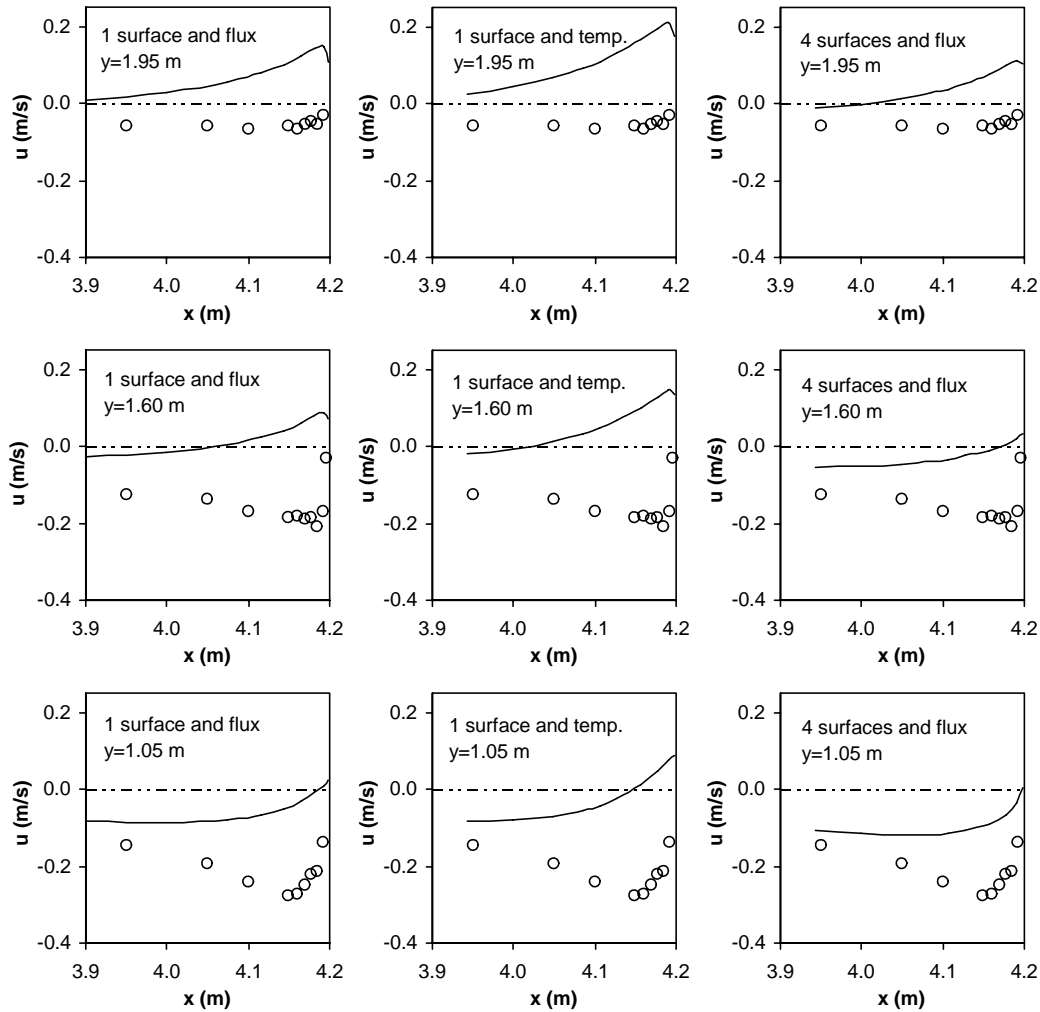 0.2
0.0
-0.2
-0.4
u (m/s)
1 surface and flux
y=1.95 m
3.9
4.0
4.1
4.2
x (m)
0.2
0.0
-0.2
-0.4
u (m/s)
1 surface and temp.
y=1.95 m
3.9
4.0
4.1
4.2
x (m)
0.2
0.0
-0.2
-0.4
u (m/s)
4 surfaces and flux
y=1.95 m
3.9
4.0
4.1
4.2
x (m)
0.2
0.0
-0.2
-0.4
u (m/s)
1 surface and flux
y=1.60 m
3.9
4.0
4.1
4.2
x (m)
0.2
0.0
-0.2
-0.4
u (m/s)
1 surface and temp.
y=1.60 m
3.9
4.0
4.1
4.2
x (m)
0.2
0.0
-0.2
-0.4
u (m/s)
4 surfaces and flux
y=1.60 m
3.9
4.0
4.1
4.2
x (m)
0.2
0.0
-0.2
-0.4
u (m/s)
1 surface and flux
y=1.05 m
3.9
4.0
4.1
4.2
x (m)
0.2
0.0
-0.2
-0.4
u (m/s)
1 surface and temp.
y=1.05 m
3.9
4.0
4.1
4.2
x (m)
0.2
0.0
-0.2
-0.4
u (m/s)
4 surfaces and flux
y=1.05 m
3.9
4.0
4.1
4.2
x (m)